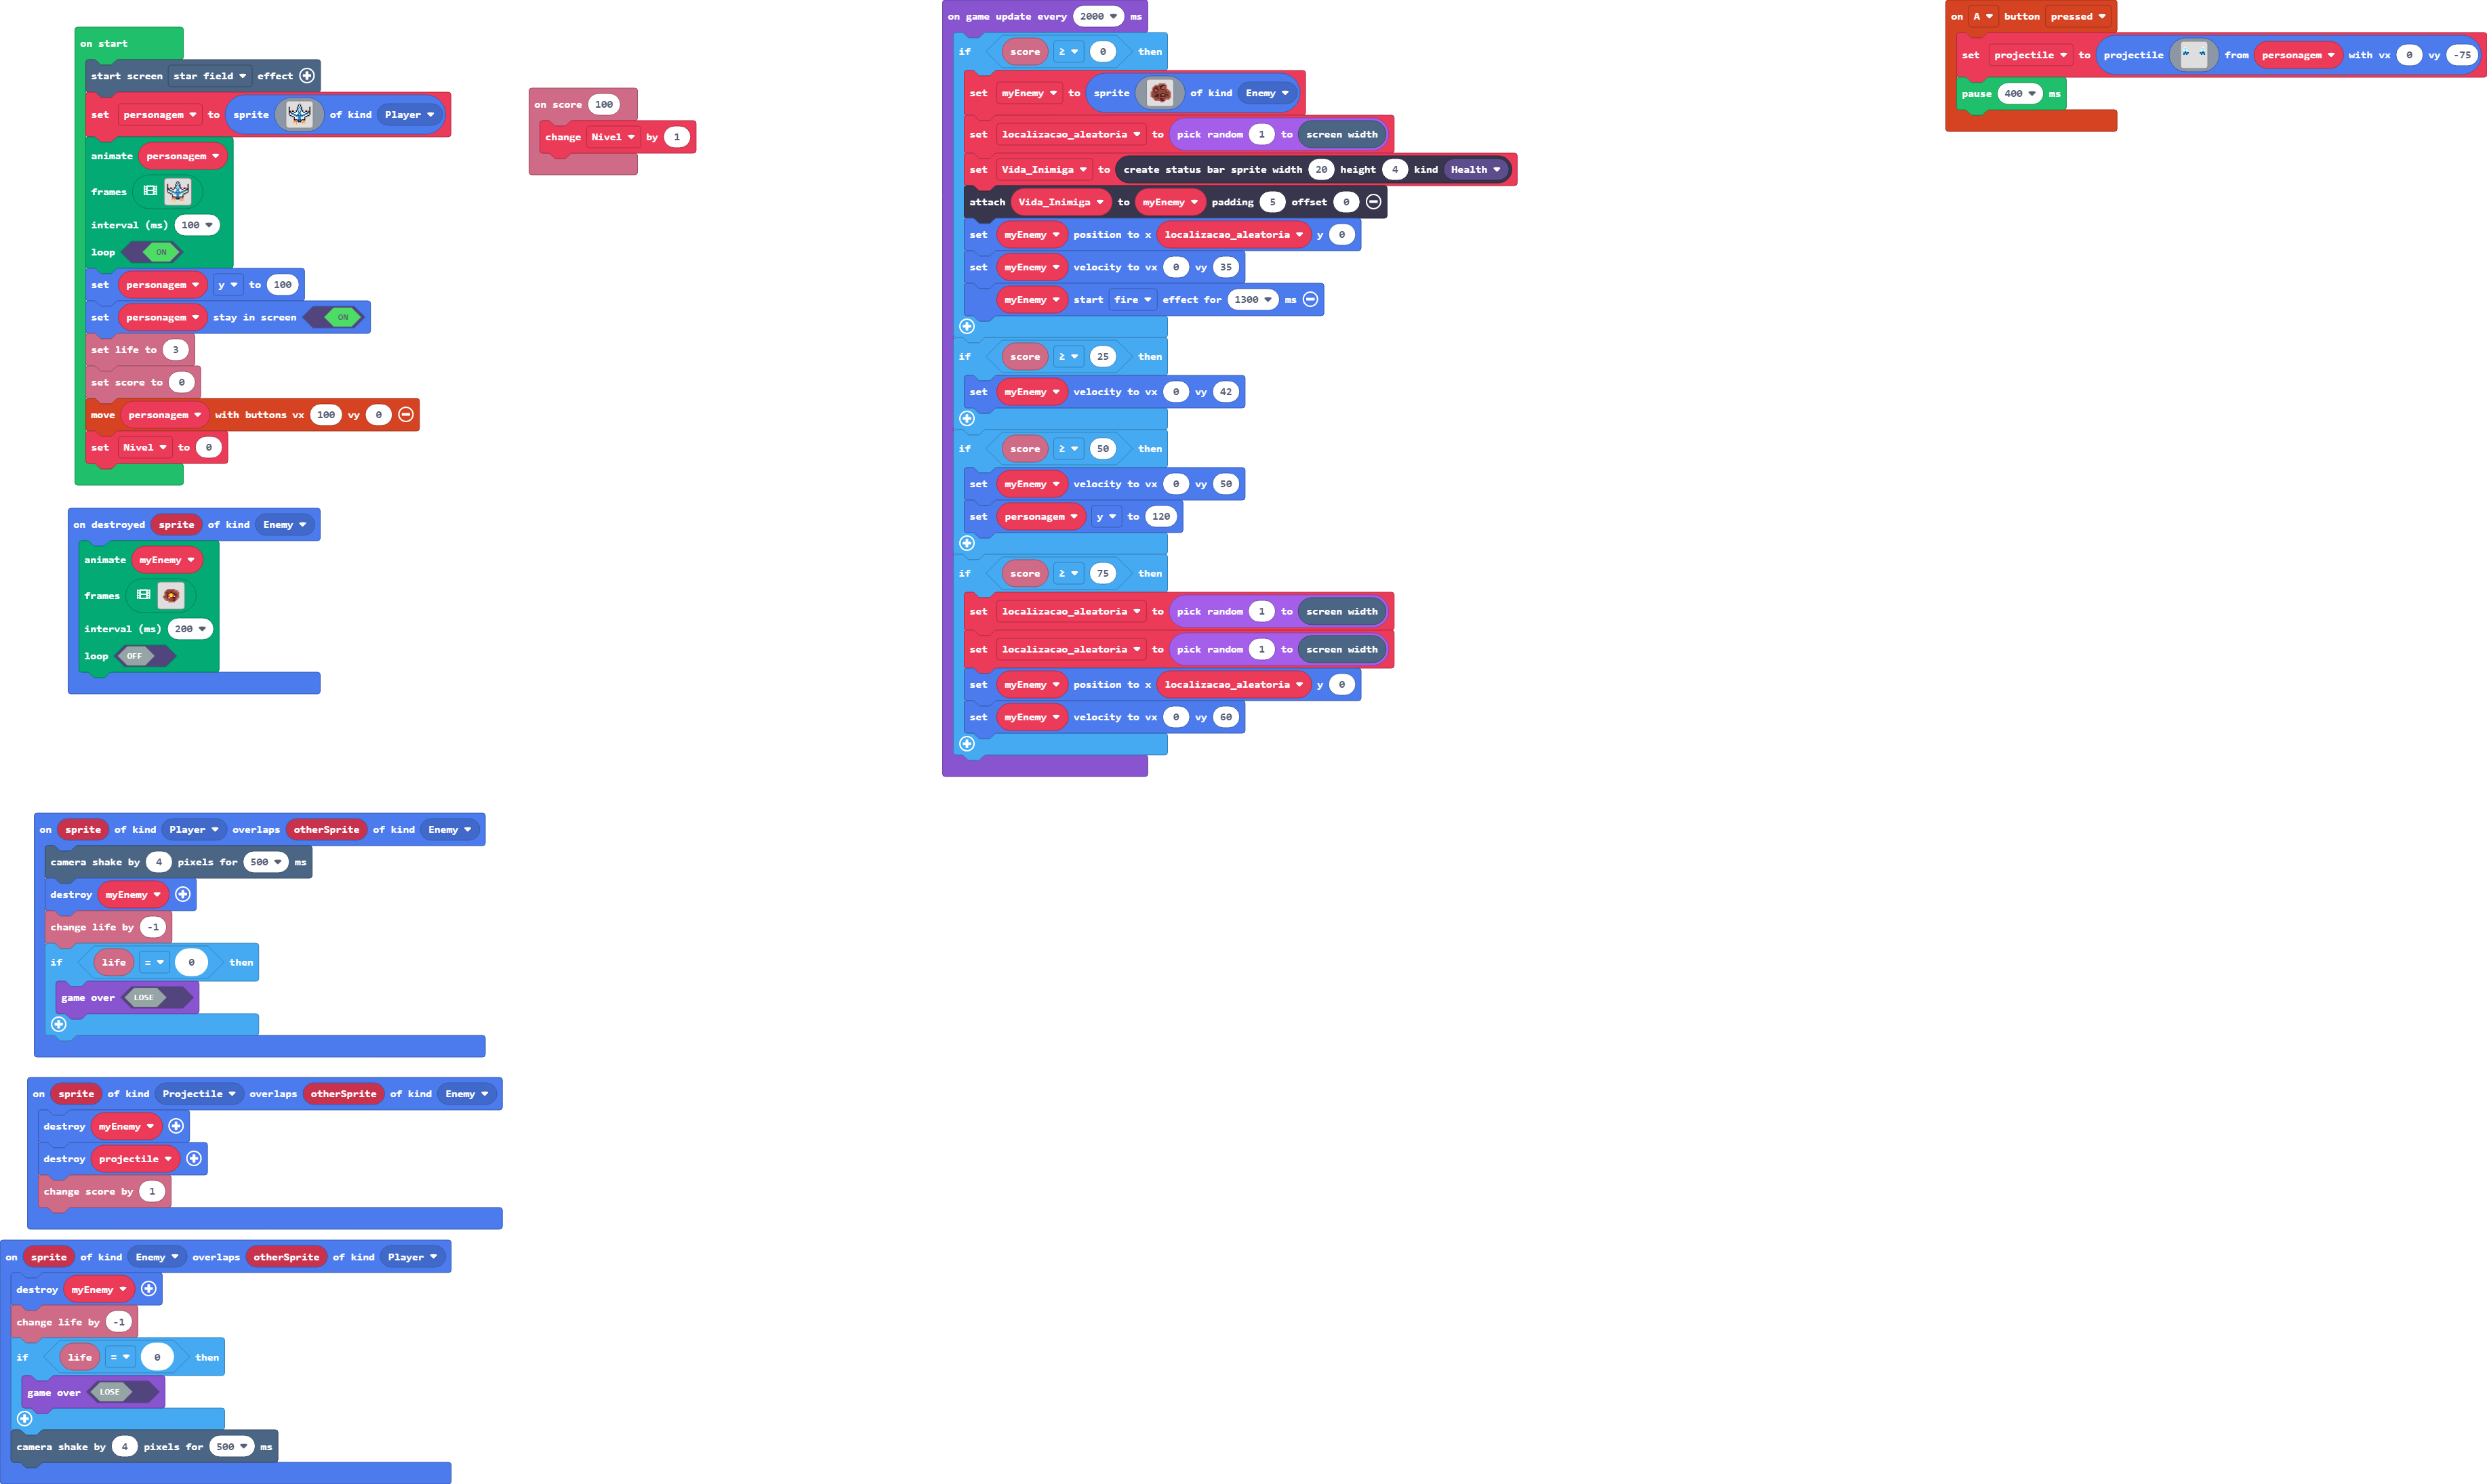 on start
start screen star field effect
set personagem to sprite of kind Player
animate personagem
frames
interval (ms) 100
loop ON
set personagem y to 100
set personagem stay in screen ON
set life to 3
set score to 0
move personagem with buttons vx 100 vy 0
set Nivel to 0
on destroyed sprite of kind Enemy
animate myEnemy
frames
interval (ms) 200
loop OFF
on sprite of kind Player overlaps otherSprite of kind Enemy
camera shake by 4 pixels for 500 ms
destroy myEnemy
change life by -1
if life = 0 then
game over LOSE
on sprite of kind Projectile overlaps otherSprite of kind Enemy
destroy myEnemy
destroy projectile
change score by 1
on sprite of kind Enemy overlaps otherSprite of kind Player
destroy myEnemy
change life by -1
if life = 0 then
game over LOSE
camera shake by 4 pixels for 500 ms
on score 100
change Nivel by 1
on game update every 2000 ms
if score ≥ 0 then
set myEnemy to sprite of kind Enemy
set localizacao_aleatoria to pick random 1 to screen width
set Vida_Inimiga to create status bar sprite width 20 height 4 kind Health
attach Vida_Inimiga to myEnemy padding 5 offset 0
set myEnemy position to x localizacao_aleatoria y 0
set myEnemy velocity to vx 0 vy 35
myEnemy start fire effect for 1300 ms
if score ≥ 25 then
set myEnemy velocity to vx 0 vy 42
if score ≥ 50 then
set myEnemy velocity to vx 0 vy 50
set personagem y to 120
if score ≥ 75 then
set localizacao_aleatoria to pick random 1 to screen width
set localizacao_aleatoria to pick random 1 to screen width
set myEnemy position to x localizacao_aleatoria y 0
set myEnemy velocity to vx 0 vy 60
on A button pressed
set projectile to projectile from personagem with vx 0 vy -75
pause 400 ms